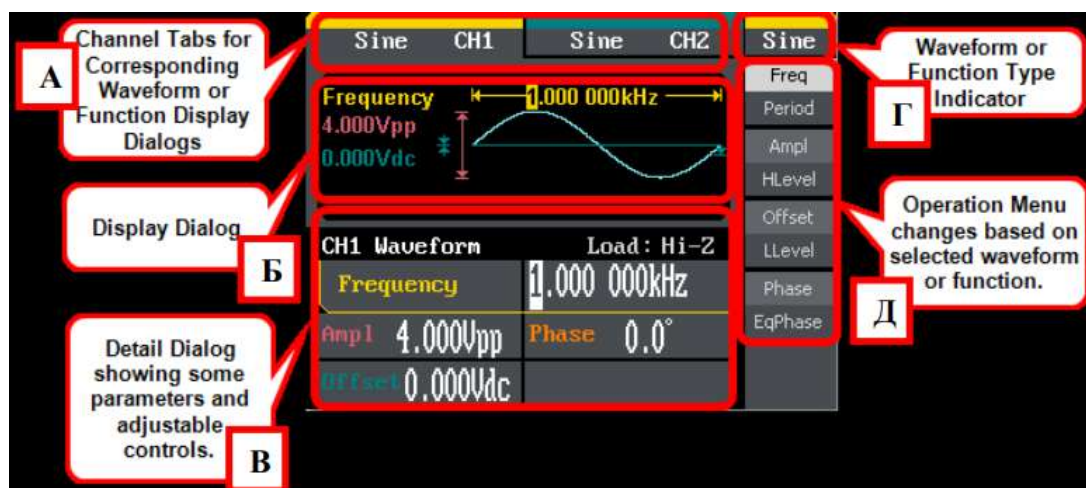 Channel Tabs for
Corresponding
Waveform or
Function Display
Dialogs
А
Sine CH1
Sine CH2
Sine
Waveform or
Function Type
Indicator
Г
Frequency
1.000 000kHz
4.000Vpp
0.000Vdc
Display Dialog
Б
Freq
Period
Ampl
HLevel
Offset
LLevel
Phase
EqPhase
Operation Menu
changes based on
selected waveform
or function.
Д
CH1 Waveform
Load: Hi-Z
Frequency
1.000 000kHz
Ampl 4.000Vpp
Phase 0.0°
Offset 0.000Vdc
Detail Dialog
showing some
parameters and
adjustable
controls.
В